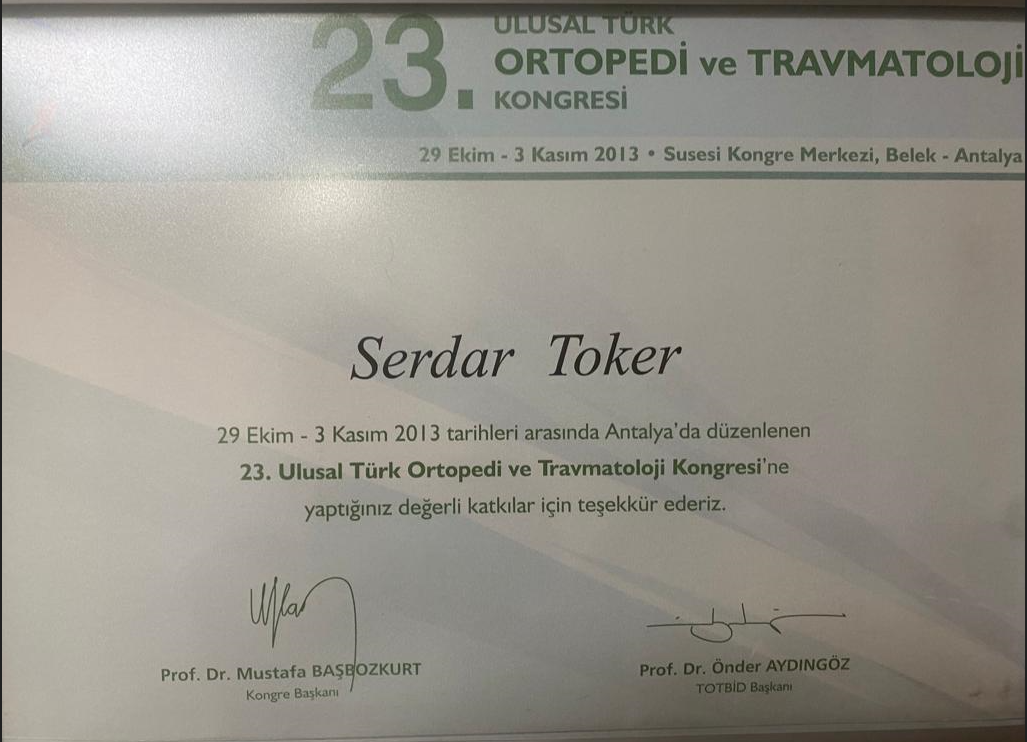 23.
ULUSAL TÜRK
ORTOPEDİ ve TRAVMATOLOJİ
KONGRESİ
29 Ekim - 3 Kasım 2013 • Susesi Kongre Merkezi, Belek - Antalya
Serdar Toker
29 Ekim - 3 Kasım 2013 tarihleri arasında Antalya'da düzenlenen
23. Ulusal Türk Ortopedi ve Travmatoloji Kongresi'ne
yaptığınız değerli katkılar için teşekkür ederiz.
Prof. Dr. Mustafa BAŞBOZKURT
Kongre Başkanı
Prof. Dr. Önder AYDINGÖZ
TOTBİD Başkanı